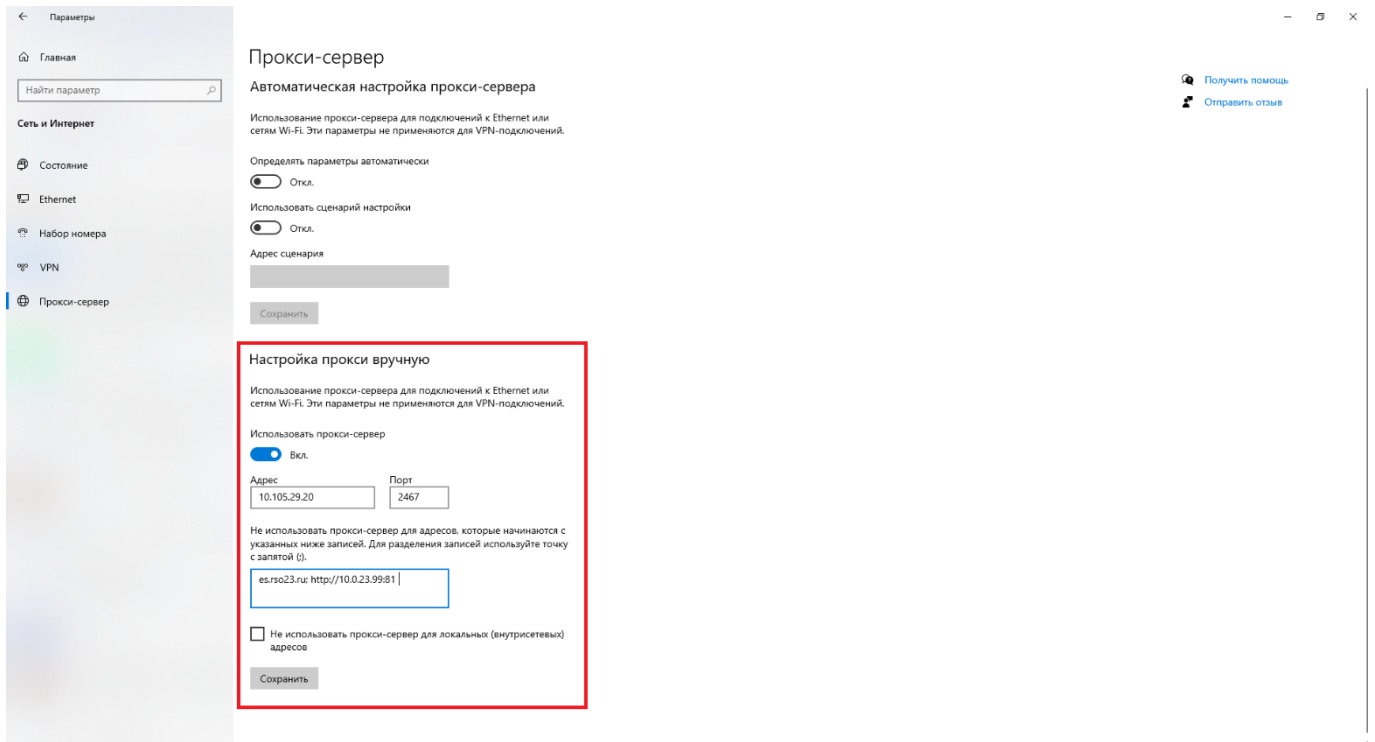 Параметры
Главная
Найти параметр
Сеть и Интернет
Состояние
Ethernet
Набор номера
VPN
Прокси-сервер
Прокси-сервер
Автоматическая настройка прокси-сервера
Использование прокси-сервера для подключений к Ethernet или
сетям Wi-Fi. Эти параметры не применяются для VPN-подключений.
Определять параметры автоматически
Откл.
Использовать сценарий настройки
Откл.
Адрес сценария
Сохранить
Настройка прокси вручную
Использование прокси-сервера для подключений к Ethernet или
сетям Wi-Fi. Эти параметры не применяются для VPN-подключений.
Использовать прокси-сервер
Вкл.
Адрес Порт
10.105.29.20 2467
Не использовать прокси-сервер для адресов, которые начинаются с
указанных ниже записей. Для разделения записей используйте точку
с запятой (;).
es.rso23.ru; http://10.0.23.99:81
Не использовать прокси-сервер для локальных (внутрисетевых)
адресов
Сохранить
Получить помощь
Отправить отзыв